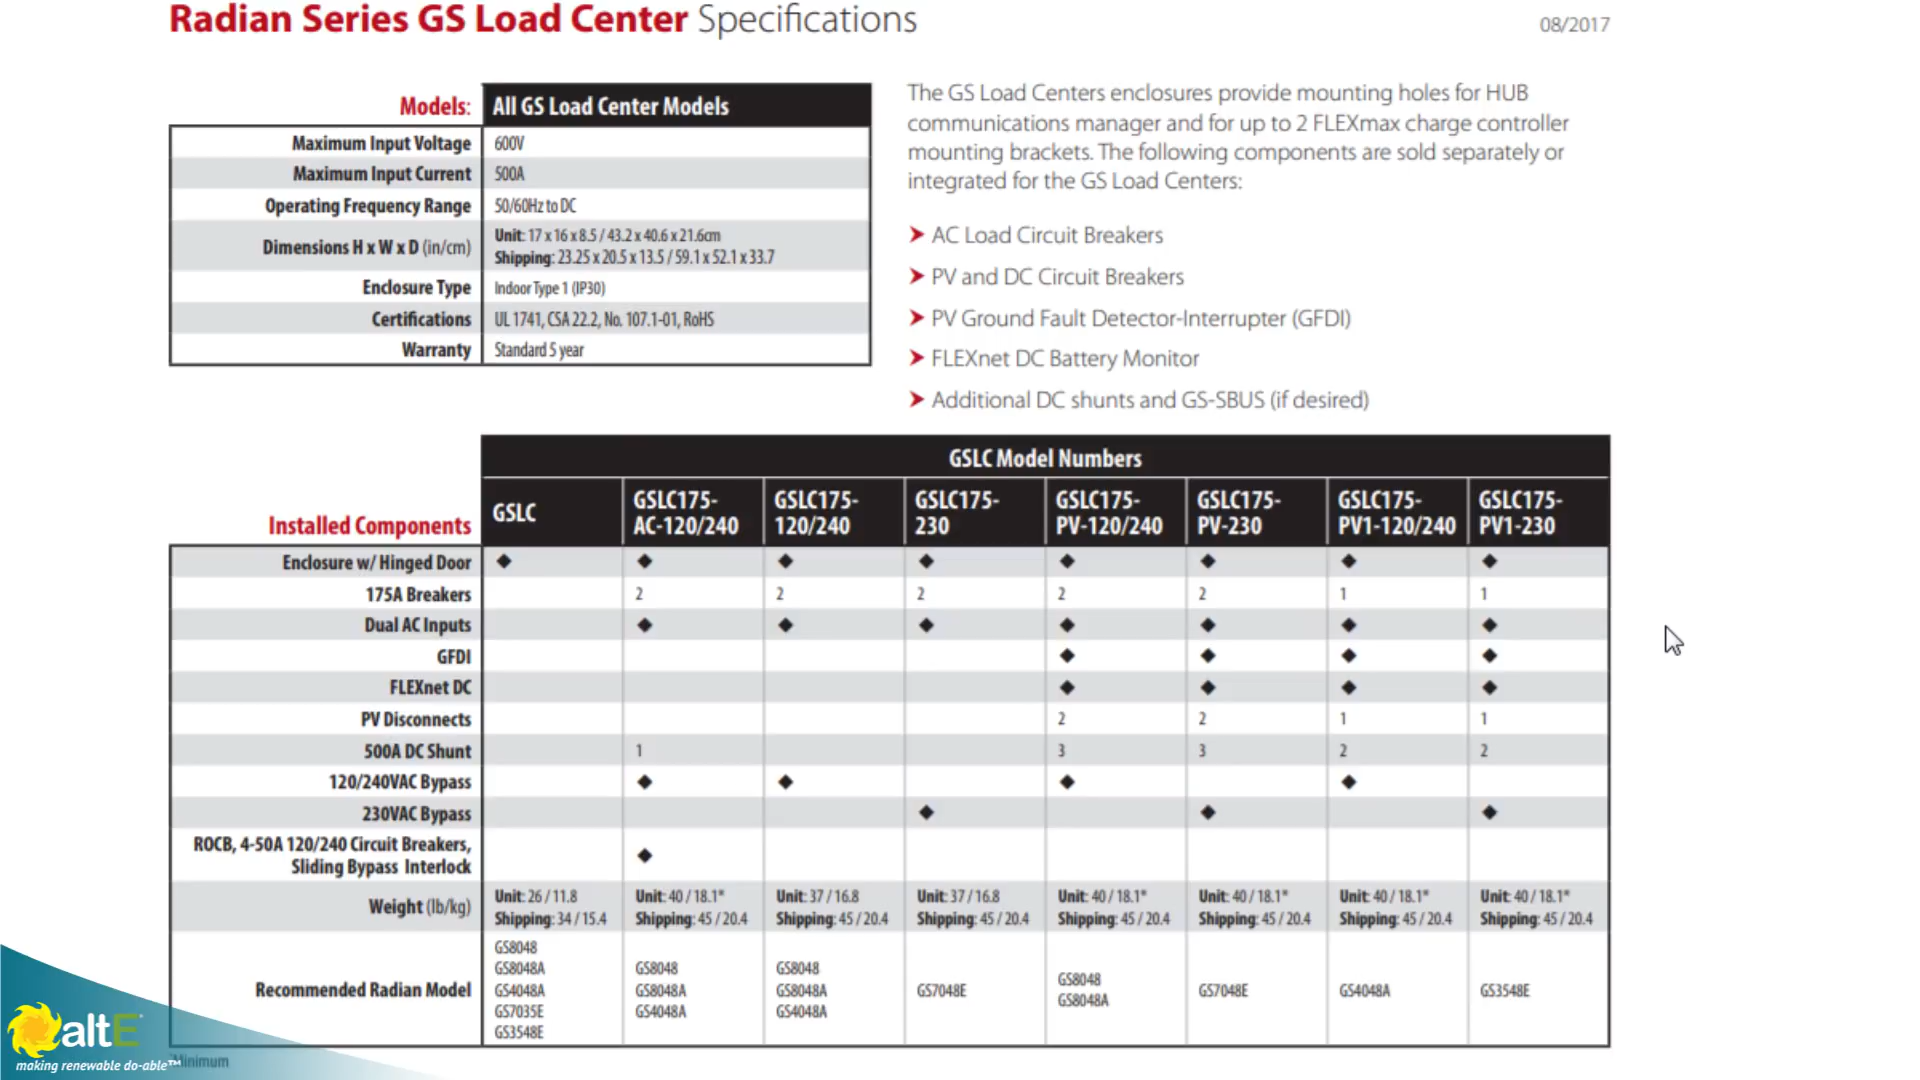 Radian Series GS Load Center Specifications
08/2017
Models: All GS Load Center Models
Maximum Input Voltage 600V
Maximum Input Current 500A
Operating Frequency Range 50/60Hz to DC
Dimensions H x W x D (in/cm) Unit: 17 x 16 x 8.5 / 43.2 x 40.6 x 21.6cm
Shipping: 23.25 x 20.5 x 13.5 / 59.1 x 52.1 x 33.7
Enclosure Type Indoor Type 1 (IP30)
Certifications UL 1741, CSA 22.2, No. 107.1-01, RoHS
Warranty Standard 5 year
The GS Load Centers enclosures provide mounting holes for HUB
communications manager and for up to 2 FLEXmax charge controller
mounting brackets. The following components are sold separately or
integrated for the GS Load Centers:
➤ AC Load Circuit Breakers
➤ PV and DC Circuit Breakers
➤ PV Ground Fault Detector-Interrupter (GFDI)
➤ FLEXnet DC Battery Monitor
➤ Additional DC shunts and GS-SBUS (if desired)
GSLC Model Numbers
Installed Components GSLC GSLC175-AC-120/240 GSLC175-120/240 GSLC175-230 GSLC175-PV-120/240 GSLC175-PV-230 GSLC175-PV1-120/240 GSLC175-PV1-230
Enclosure w/ Hinged Door ◆ ◆ ◆ ◆ ◆ ◆ ◆ ◆
175A Breakers 2 2 2 2 2 1 1
Dual AC Inputs ◆ ◆ ◆ ◆ ◆ ◆ ◆
GFDI ◆ ◆ ◆ ◆
FLEXnet DC ◆ ◆ ◆ ◆
PV Disconnects 2 2 1 1
500A DC Shunt 1 3 3 2 2
120/240VAC Bypass ◆ ◆ ◆ ◆
230VAC Bypass ◆ ◆ ◆
ROCB, 4-50A 120/240 Circuit Breakers,
Sliding Bypass Interlock ◆
Weight (lb/kg) Unit: 26 / 11.8 Unit: 40 / 18.1* Unit: 37 / 16.8 Unit: 37 / 16.8 Unit: 40 / 18.1* Unit: 40 / 18.1* Unit: 40 / 18.1* Unit: 40 / 18.1*
Shipping: 34 / 15.4 Shipping: 45 / 20.4 Shipping: 45 / 20.4 Shipping: 45 / 20.4 Shipping: 45 / 20.4 Shipping: 45 / 20.4 Shipping: 45 / 20.4 Shipping: 45 / 20.4
Recommended Radian Model
GS8048
GS8048A
GS4048A
GS7035E
GS3548E
GS8048
GS8048A
GS4048A
GS8048
GS8048A
GS4048A
GS7048E
GS8048
GS8048A
GS7048E
GS4048A
GS3548E
*Minimum
altE
making renewable do-able™